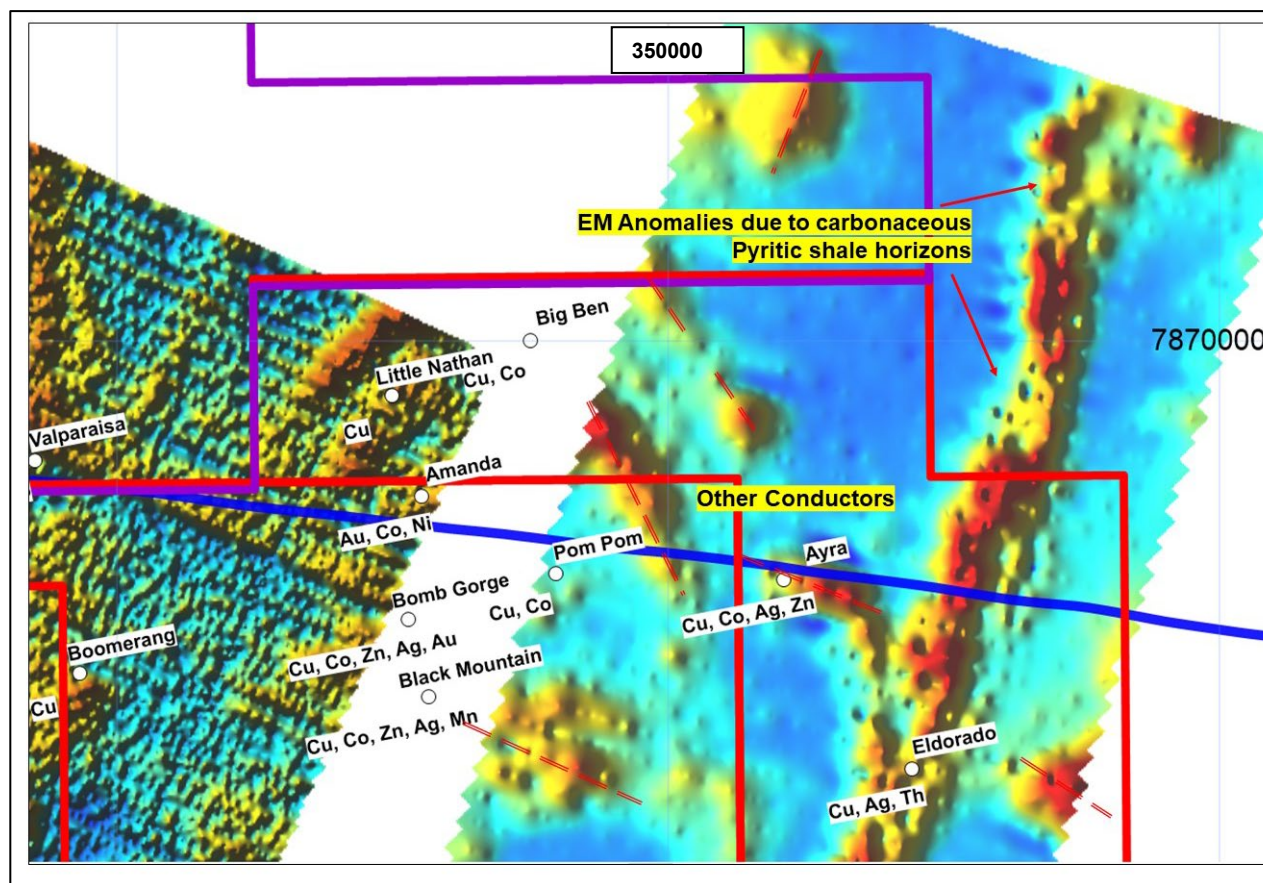 350000
EM Anomalies due to carbonaceous
Pyritic shale horizons
Big Ben
7870000
Little Nathan
Cu, Co
Cu
Valparaisa
Amanda
Other Conductors
Au, Co, Ni
Pom Pom
Ayra
Bomb Gorge
Cu, Co
Cu, Co, Ag, Zn
Boomerang
Cu, Co, Zn, Ag, Au
Black Mountain
Cu
Cu, Co, Zn, Ag, Mn
Eldorado
Cu, Ag, Th